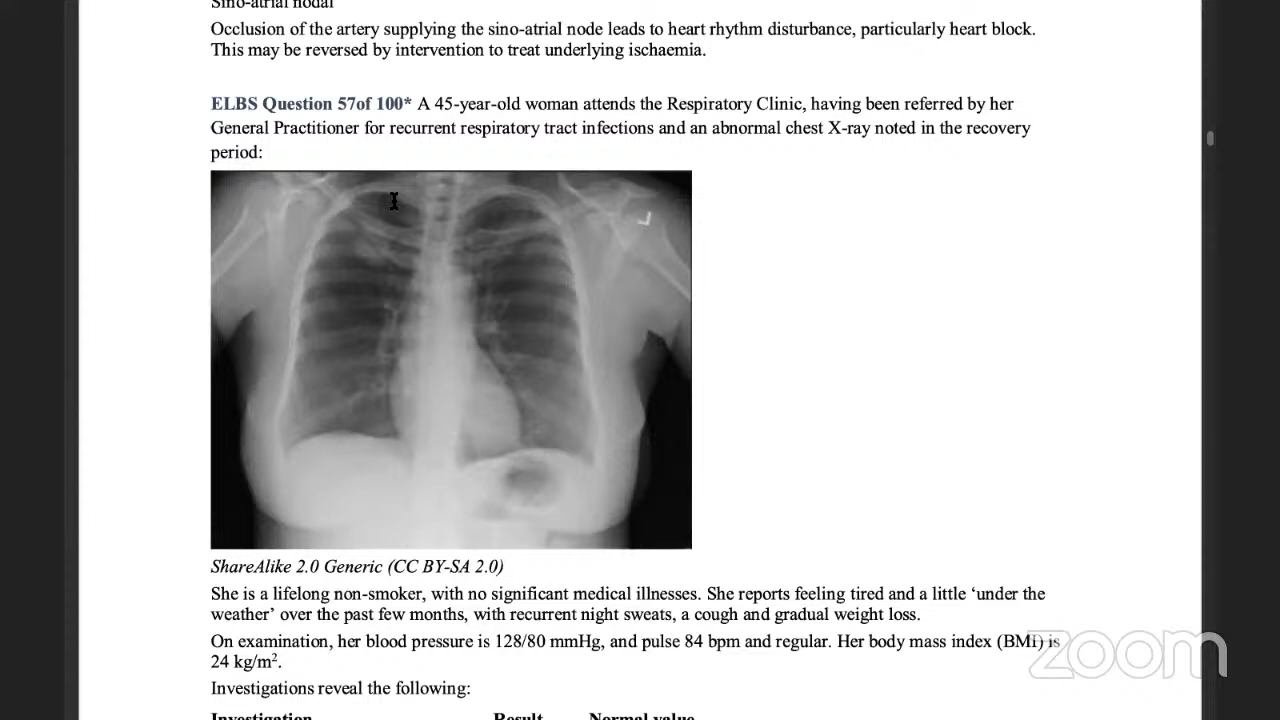 Sino-atrial nodal
Occlusion of the artery supplying the sino-atrial node leads to heart rhythm disturbance, particularly heart block.
This may be reversed by intervention to treat underlying ischaemia.
ELBS Question 57of 100* A 45-year-old woman attends the Respiratory Clinic, having been referred by her
General Practitioner for recurrent respiratory tract infections and an abnormal chest X-ray noted in the recovery
period:
L
ShareAlike 2.0 Generic (CC BY-SA 2.0)
She is a lifelong non-smoker, with no significant medical illnesses. She reports feeling tired and a little ‘under the
weather’ over the past few months, with recurrent night sweats, a cough and gradual weight loss.
On examination, her blood pressure is 128/80 mmHg, and pulse 84 bpm and regular. Her body mass index (BMI) is
24 kg/m².
zoom
Investigations reveal the following:
Investigation Result Normal value